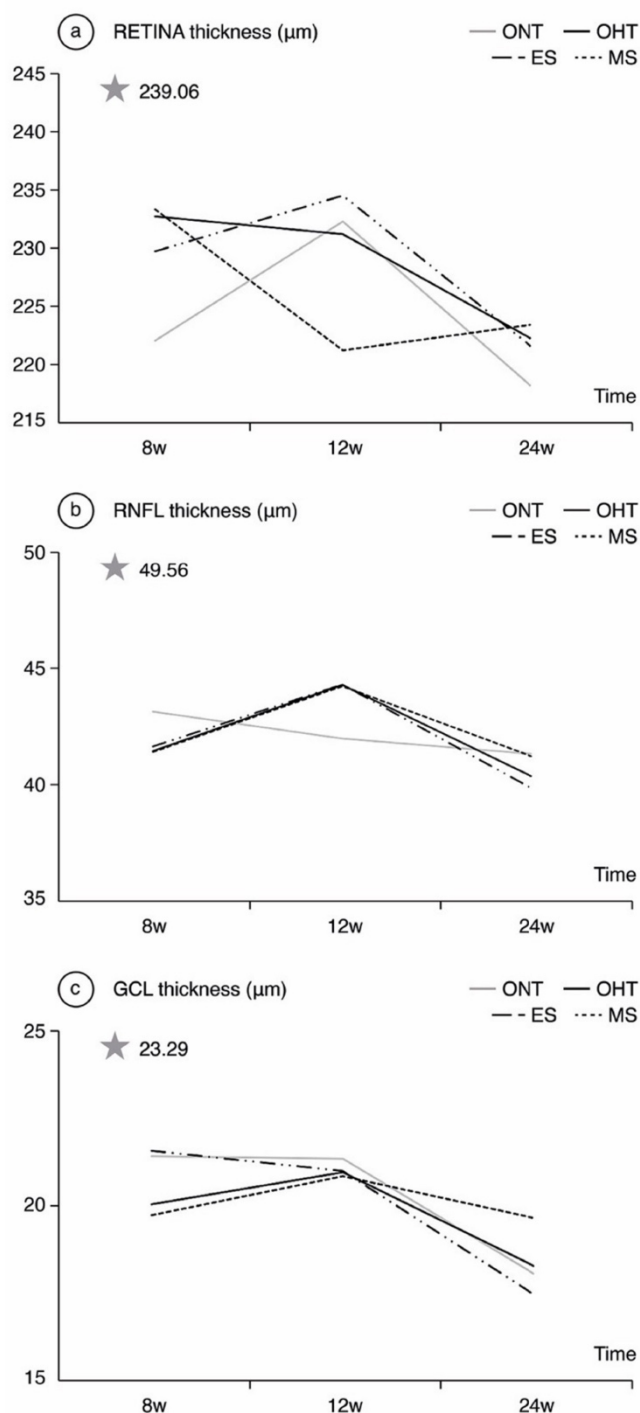 a RETINA thickness (µm)
ONT OHT
ES MS
245
239.06
240
235
230
225
220
215
Time
8w 12w 24w
b RNFL thickness (µm)
ONT OHT
ES MS
50
49.56
45
40
35
Time
8w 12w 24w
c GCL thickness (µm)
ONT OHT
ES MS
25
23.29
20
15
Time
8w 12w 24w